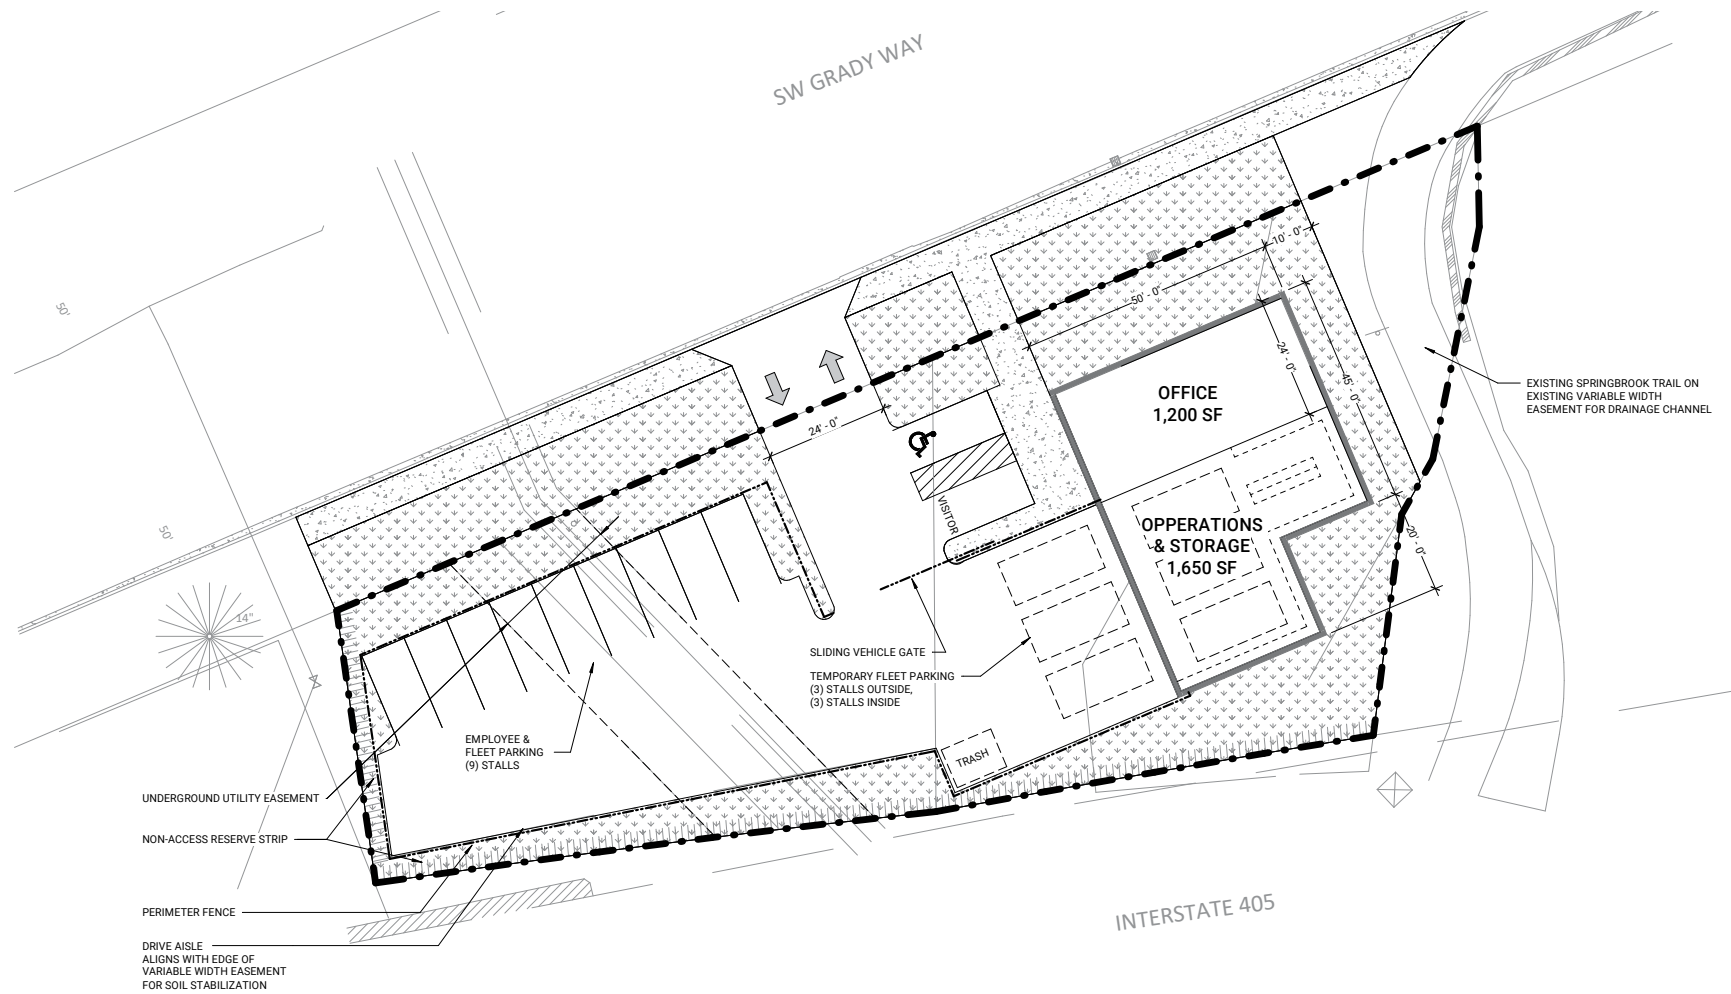 SW GRADY WAY
10' - 0"
50 - 0"
50'
24' - 0"
45' - 0"
OFFICE
1,200 SF
EXISTING SPRINGBROOK TRAIL ON
EXISTING VARIABLE WIDTH
EASEMENT FOR DRAINAGE CHANNEL
24' - 0"
VISITOR
OPPERATIONS
& STORAGE
1,650 SF
50'
20' - 0"
14"
SLIDING VEHICLE GATE
TEMPORARY FLEET PARKING
(3) STALLS OUTSIDE,
(3) STALLS INSIDE
EMPLOYEE &
FLEET PARKING
(9) STALLS
TRASH
UNDERGROUND UTILITY EASEMENT
NON-ACCESS RESERVE STRIP
PERIMETER FENCE
INTERSTATE 405
DRIVE AISLE
ALIGNS WITH EDGE OF
VARIABLE WIDTH EASEMENT
FOR SOIL STABILIZATION